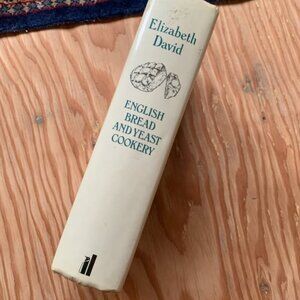 Elizabeth
David
ENGLISH
BREAD
AND YEAST
COOKERY